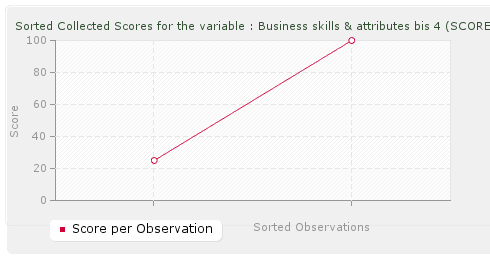 Sorted Collected Scores for the variable : Business skills & attributes bis 4 (SCORE
100
80
60
40
20
0
Score
Sorted Observations
Score per Observation